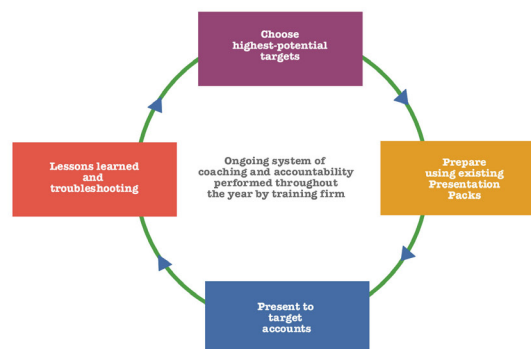 Choose
highest-potential
targets
Lessons learned
and
troubleshooting
Ongoing system of
coaching and accountability
performed throughout
the year by training firm
Prepare
using existing
Presentation
Packs
Present to
target
accounts